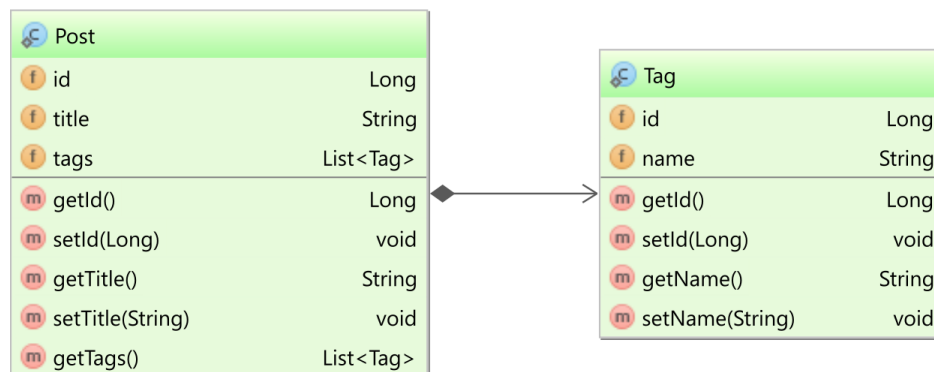 Post
id Long
title String
tags List<Tag>
getId() Long
setId(Long) void
getTitle() String
setTitle(String) void
getTags() List<Tag>
Tag
id Long
name String
getId() Long
setId(Long) void
getName() String
setName(String) void